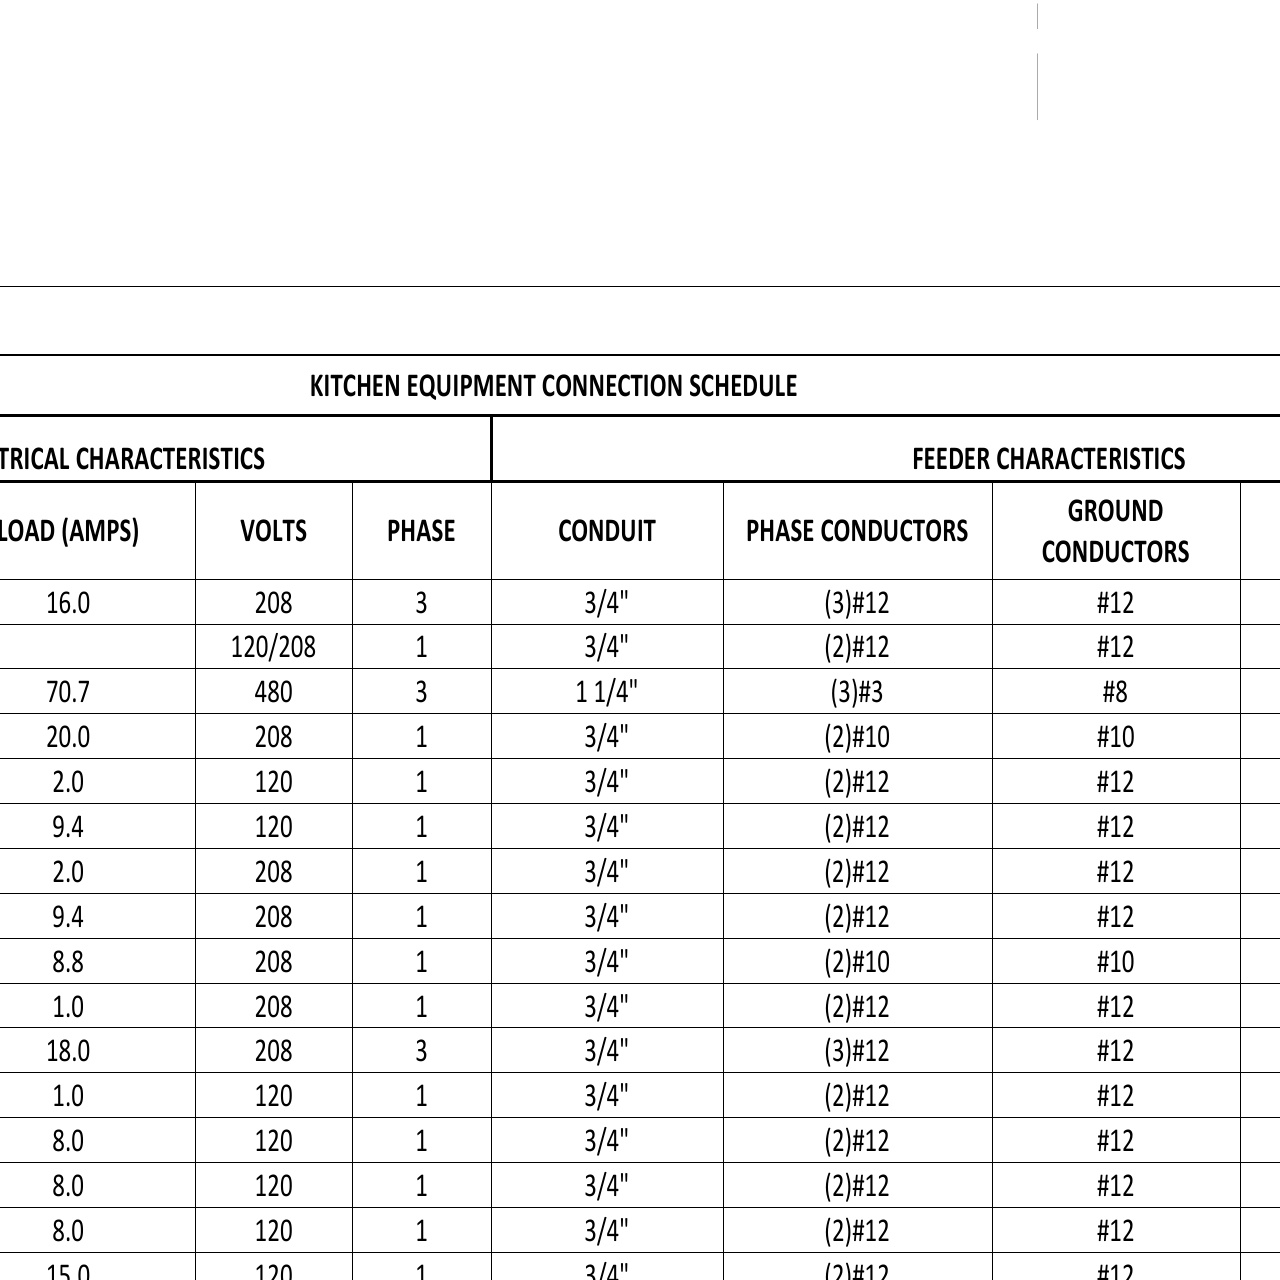 KITCHEN EQUIPMENT CONNECTION SCHEDULE
TRICAL CHARACTERISTICS FEEDER CHARACTERISTICS
LOAD (AMPS) VOLTS PHASE CONDUIT PHASE CONDUCTORS GROUND CONDUCTORS
16.0 208 3 3/4" (3)#12 #12
120/208 1 3/4" (2)#12 #12
70.7 480 3 1 1/4" (3)#3 #8
20.0 208 1 3/4" (2)#10 #10
2.0 120 1 3/4" (2)#12 #12
9.4 120 1 3/4" (2)#12 #12
2.0 208 1 3/4" (2)#12 #12
9.4 208 1 3/4" (2)#12 #12
8.8 208 1 3/4" (2)#10 #10
1.0 208 1 3/4" (2)#12 #12
18.0 208 3 3/4" (3)#12 #12
1.0 120 1 3/4" (2)#12 #12
8.0 120 1 3/4" (2)#12 #12
8.0 120 1 3/4" (2)#12 #12
8.0 120 1 3/4" (2)#12 #12
15.0 120 1 3/4" (2)#12 #12